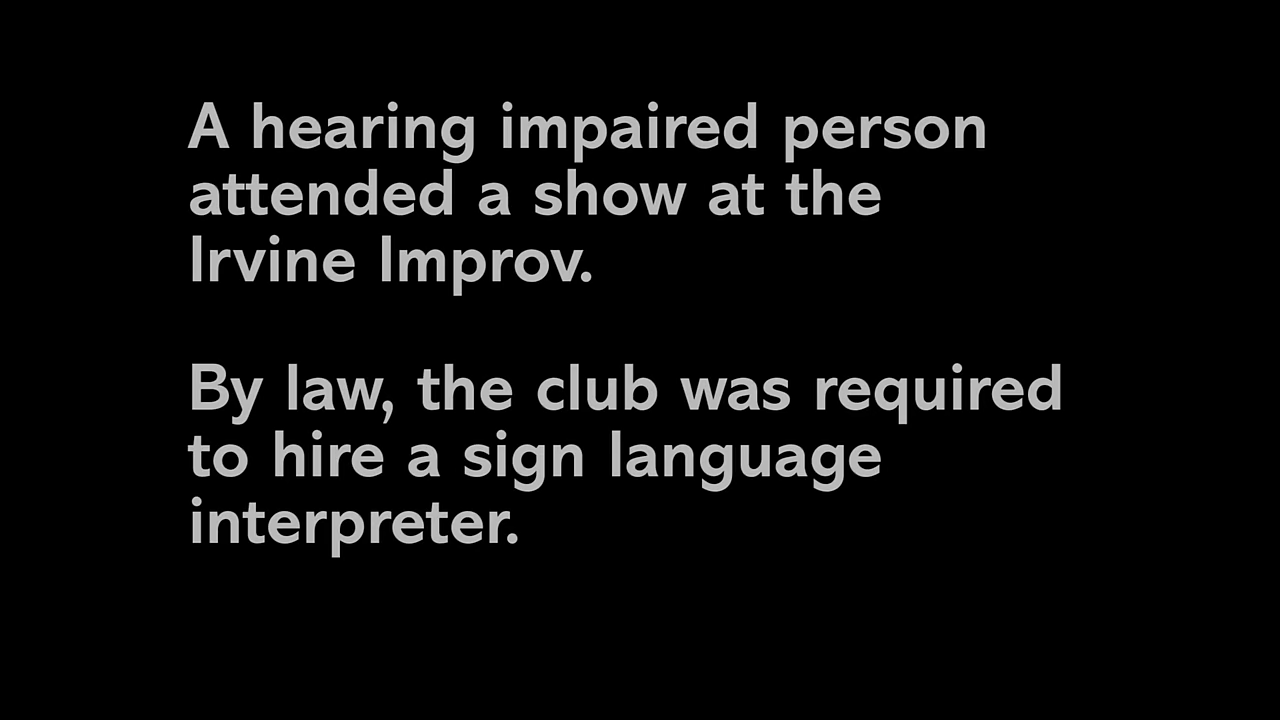 A hearing impaired person
attended a show at the
Irvine Improv.
By law, the club was required
to hire a sign language
interpreter.